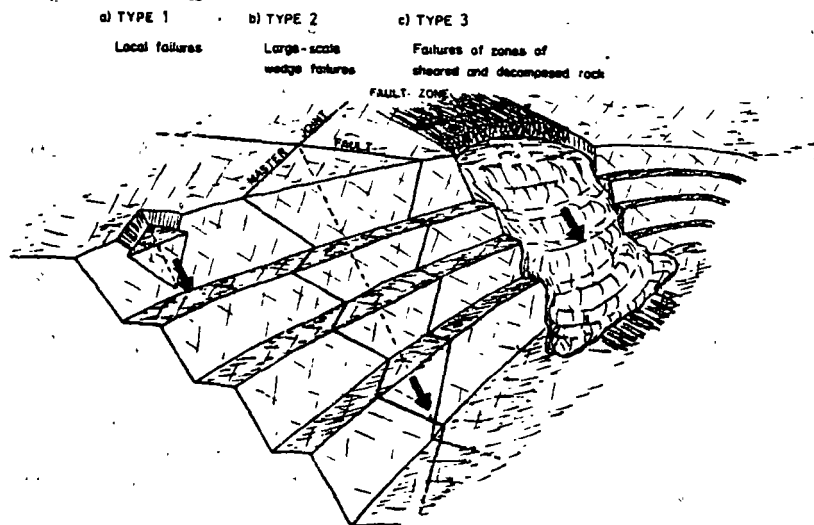 a) TYPE 1
b) TYPE 2
c) TYPE 3
Local failures
Large-scale
wedge failures
Failures of zones of
sheared and decomposed rock
FAULT- ZONE
MASTER JOINT
FAULT